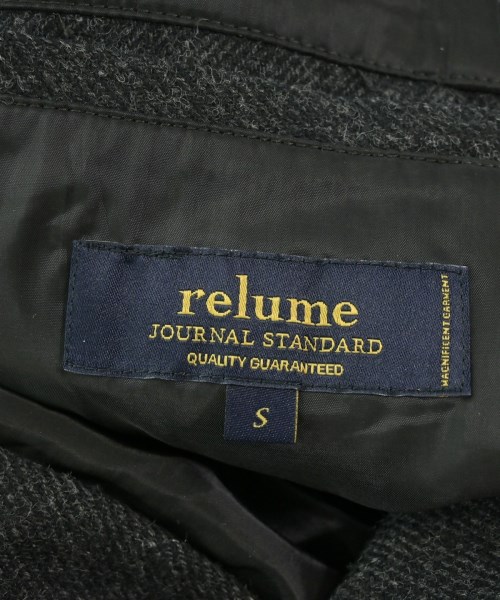 relume
JOURNAL STANDARD
QUALITY GUARANTEED
MAGNIFICENT GARMENT
S